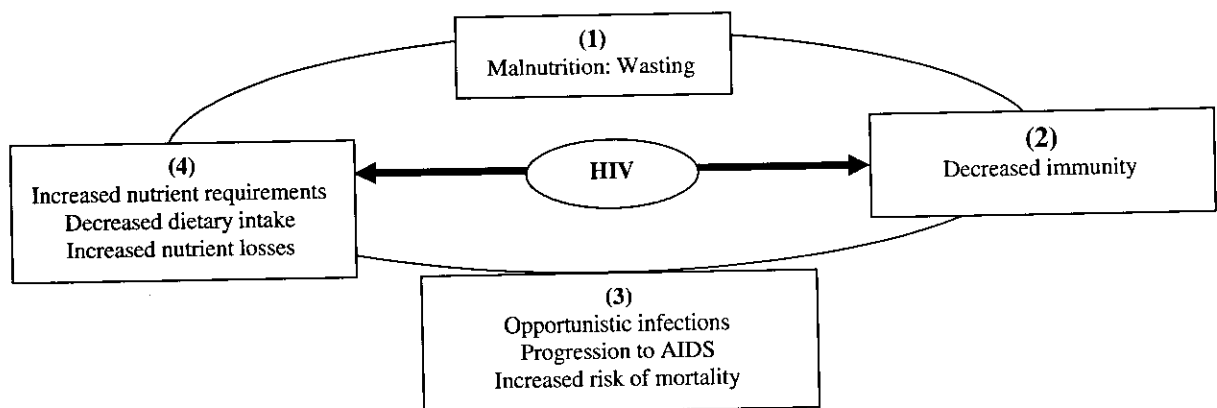 (1)
Malnutrition: Wasting
(2)
Decreased immunity
HIV
(4)
Increased nutrient requirements
Decreased dietary intake
Increased nutrient losses
(3)
Opportunistic infections
Progression to AIDS
Increased risk of mortality